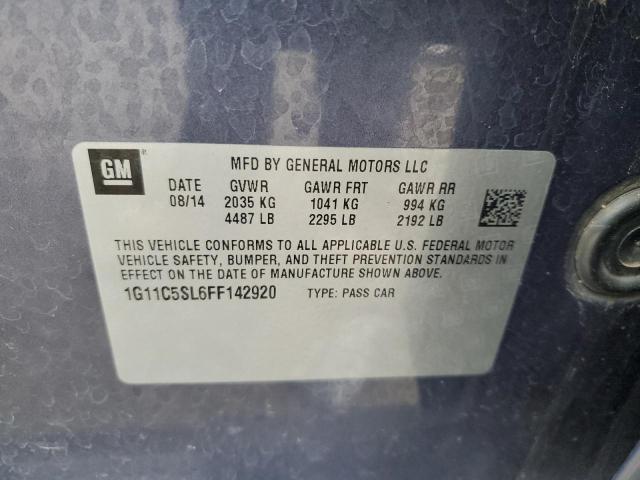 GM MFD BY GENERAL MOTORS LLC
DATE GVWR GAWR FRT GAWR RR
08/14 2035 KG 1041 KG 994 KG
4487 LB 2295 LB 2192 LB
THIS VEHICLE CONFORMS TO ALL APPLICABLE U.S. FEDERAL MOTOR
VEHICLE SAFETY, BUMPER, AND THEFT PREVENTION STANDARDS IN
EFFECT ON THE DATE OF MANUFACTURE SHOWN ABOVE.
1G11C5SL6FF142920 TYPE: PASS CAR